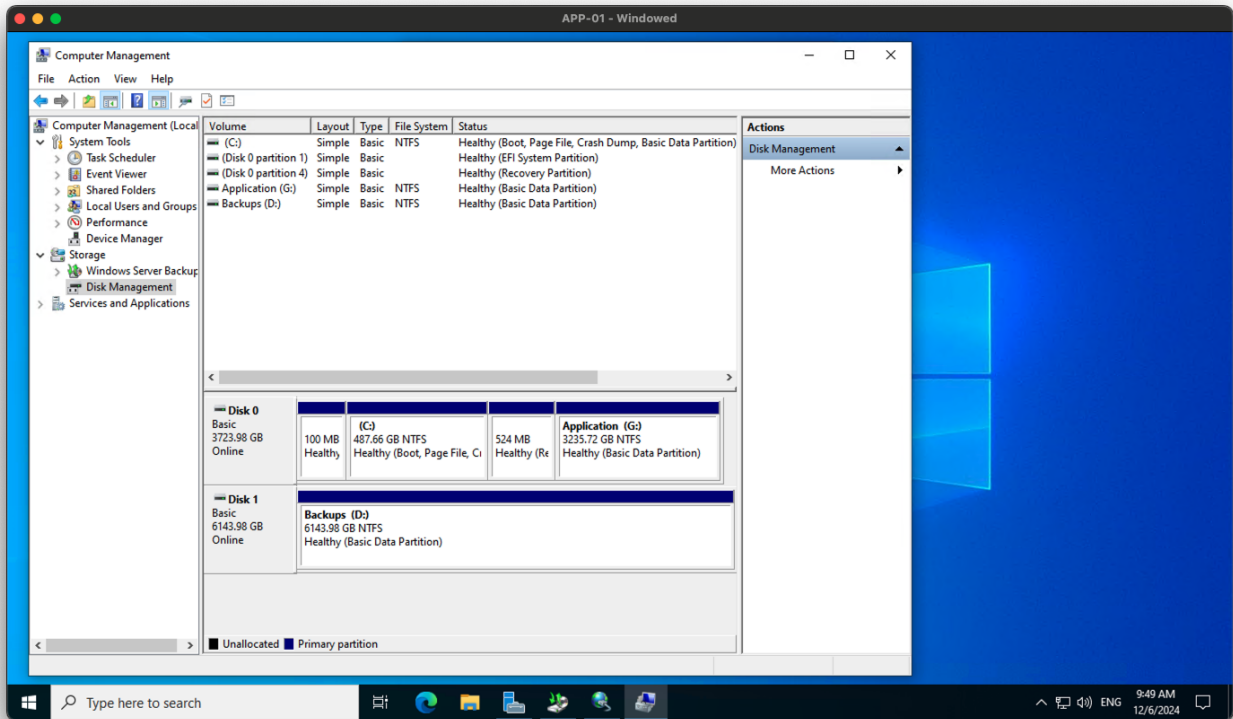 APP-01 - Windowed
Computer Management
File Action View Help
Computer Management (Local
System Tools
Task Scheduler
Event Viewer
Shared Folders
Local Users and Groups
Performance
Device Manager
Storage
Windows Server Backup
Disk Management
Services and Applications
Volume Layout Type File System Status
(C:) Simple Basic NTFS Healthy (Boot, Page File, Crash Dump, Basic Data Partition)
(Disk 0 partition 1) Simple Basic Healthy (EFI System Partition)
(Disk 0 partition 4) Simple Basic Healthy (Recovery Partition)
Application (G:) Simple Basic NTFS Healthy (Basic Data Partition)
Backups (D:) Simple Basic NTFS Healthy (Basic Data Partition)
Disk 0
Basic
3723.98 GB
Online
100 MB
Healthy
(C:)
487.66 GB NTFS
Healthy (Boot, Page File, Cr
524 MB
Healthy (Re
Application (G:)
3235.72 GB NTFS
Healthy (Basic Data Partition)
Disk 1
Basic
6143.98 GB
Online
Backups (D:)
6143.98 GB NTFS
Healthy (Basic Data Partition)
Unallocated Primary partition
Actions
Disk Management
More Actions
Type here to search
ENG
9:49 AM
12/6/2024